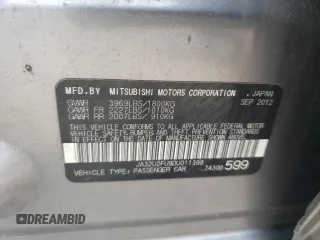 MFD.BY MITSUBISHI MOTORS CORPORATION, JAPAN
GVWR 3969LBS/1800KG SEP 2012
GAWR FR 2227LBS/1010KG
GAWR RR 2007LBS/ 910KG
THIS VEHICLE CONFORMS TO ALL APPLICABLE FEDERAL MOTOR
VEHICLE SAFETY, BUMPER, AND THEFT PREVENTION STANDARDS
IN EFFECT ON THE DATE OF MANUFACTURE SHOWN ABOVE.
599
VEHICLE TYPE: PASSENGER CAR